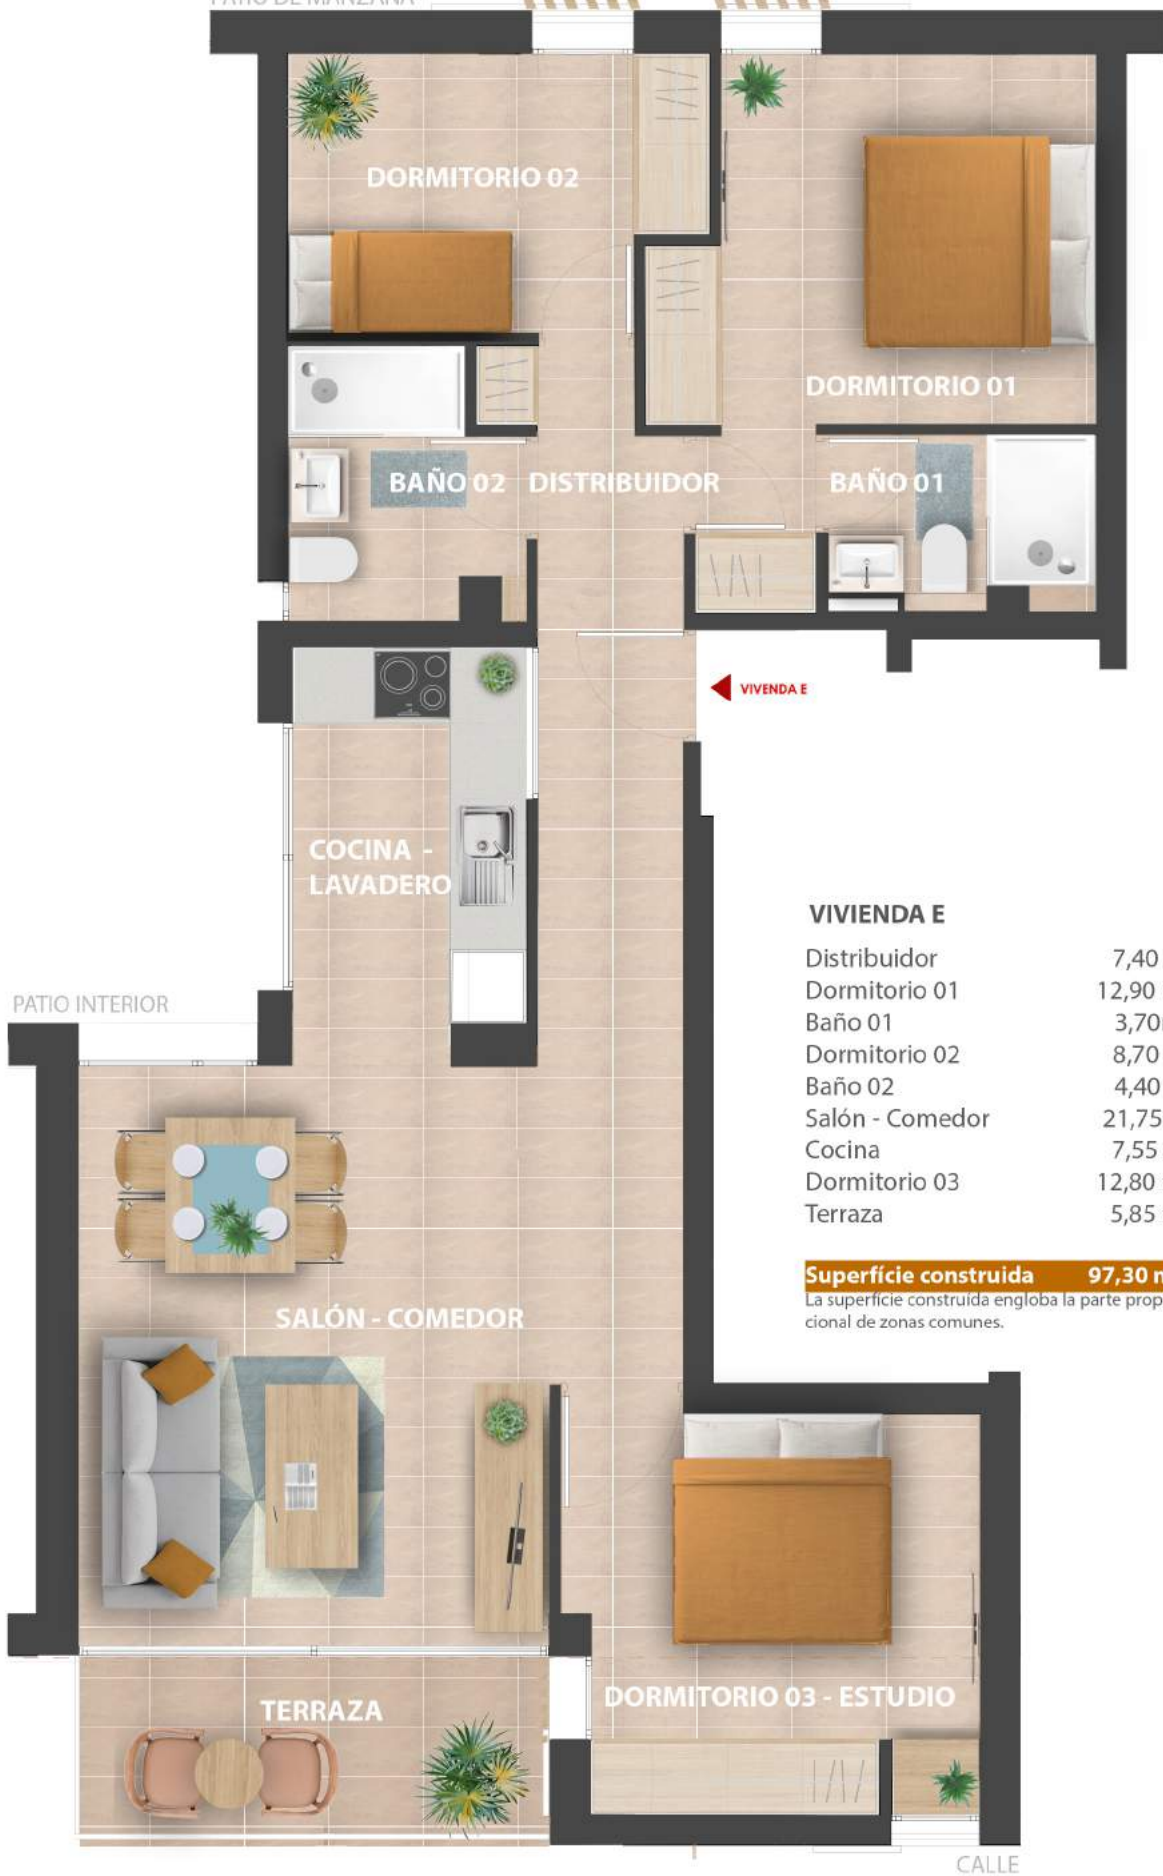 PATIO DE MANZANA
DORMITORIO 02
DORMITORIO 01
BAÑO 02
DISTRIBUIDOR
BAÑO 01
VIVENDA E
COCINA -
LAVADERO
VIVIENDA E
Distribuidor 7,40
Dormitorio 01 12,90
Baño 01 3,70
Dormitorio 02 8,70
Baño 02 4,40
Salón - Comedor 21,75
Cocina 7,55
Dormitorio 03 12,80
Terraza 5,85
Superfície construida 97,30
La superfície construída engloba la parte prop
cional de zonas comunes.
PATIO INTERIOR
SALÓN - COMEDOR
TERRAZA
DORMITORIO 03 - ESTUDIO
CALLE